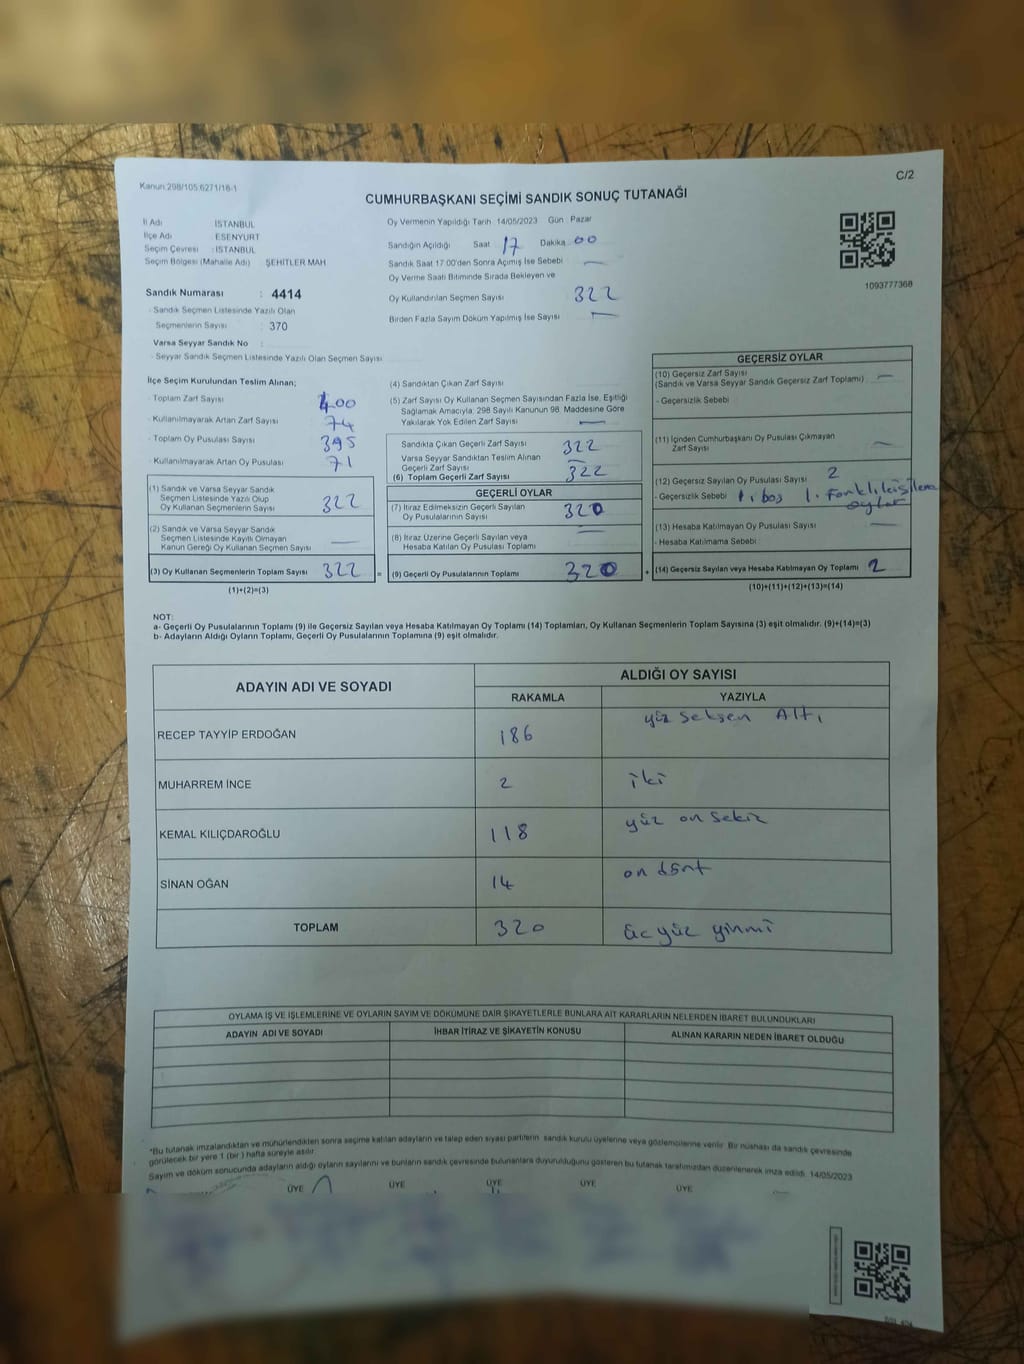 Kanun:298/105,6271/18-1
C/2
CUMHURBAŞKANI SEÇİMİ SANDIK SONUÇ TUTANAĞI
İl Adı : İSTANBUL
İlçe Adı : ESENYURT
Seçim Çevresi : İSTANBUL
Seçim Bölgesi (Mahalle Adı) ŞEHİTLER MAH
Sandık Numarası : 4414
- Sandık Seçmen Listesinde Yazılı Olan
Seçmenlerin Sayısı : 370
Varsa Seyyar Sandık No :
- Seyyar Sandık Seçmen Listesinde Yazılı Olan Seçmen Sayısı
Oy Vermenin Yapıldığı Tarih 14/05/2023 Gün : Pazar
Sandığın Açıldığı Saat 17 Dakika 00
Sandık Saat 17:00'den Sonra Açımış İse Sebebi —
Oy Verme Saati Bitiminde Sırada Bekleyen ve
Oy Kullandırılan Seçmen Sayısı 322
Birden Fazla Sayım Döküm Yapılmış İse Sayısı —
1093777368
İlçe Seçim Kurulundan Teslim Alınan;
- Toplam Zarf Sayısı 400
- Kullanılmayarak Artan Zarf Sayısı 74
- Toplam Oy Pusulası Sayısı 395
- Kullanılmayarak Artan Oy Pusulası 71
(1) Sandık ve Varsa Seyyar Sandık
Seçmen Listesinde Yazılı Olup
Oy Kullanan Seçmenlerin Sayısı 322
(2) Sandık ve Varsa Seyyar Sandık
Seçmen Listesinde Kayıtlı Olmayan
Kanun Gereği Oy Kullanan Seçmen Sayısı —
(3) Oy Kullanan Seçmenlerin Toplam Sayısı 322 =
(1)+(2)=(3)
(4) Sandıktan Çıkan Zarf Sayısı
(5) Zarf Sayısı Oy Kullanan Seçmen Sayısından Fazla İse, Eşitliği
Sağlamak Amacıyla; 298 Sayılı Kanunun 98. Maddesine Göre
Yakılarak Yok Edilen Zarf Sayısı —
Sandıkta Çıkan Geçerli Zarf Sayısı 322
Varsa Seyyar Sandıktan Teslim Alınan
Geçerli Zarf Sayısı —
(6) Toplam Geçerli Zarf Sayısı 322
GEÇERLİ OYLAR
(7) İtiraz Edilmeksizin Geçerli Sayılan
Oy Pusulalarının Sayısı 320
(8) İtiraz Üzerine Geçerli Sayılan veya
Hesaba Katılan Oy Pusulası Toplamı —
(9) Geçerli Oy Pusulalarının Toplamı 320 +
GEÇERSİZ OYLAR
(10) Geçersiz Zarf Sayısı —
(Sandık ve Varsa Seyyar Sandık Geçersiz Zarf Toplamı)
- Geçersizlik Sebebi
(11) İçinden Cumhurbaşkanı Oy Pusulası Çıkmayan
Zarf Sayısı —
(12) Geçersiz Sayılan Oy Pusulası Sayısı 2
- Geçersizlik Sebebi 1. boş 1. Farklı kişilere
oylar
(13) Hesaba Katılmayan Oy Pusulası Sayısı —
- Hesaba Katılmama Sebebi :
(14) Geçersiz Sayılan veya Hesaba Katılmayan Oy Toplamı 2
(10)+(11)+(12)+(13)=(14)
NOT:
a- Geçerli Oy Pusulalarının Toplamı (9) ile Geçersiz Sayılan veya Hesaba Katılmayan Oy Toplamı (14) Toplamları, Oy Kullanan Seçmenlerin Toplam Sayısına (3) eşit olmalıdır. (9)+(14)=(3)
b- Adayların Aldığı Oyların Toplamı, Geçerli Oy Pusulalarının Toplamına (9) eşit olmalıdır.
ADAYIN ADI VE SOYADI
ALDIĞI OY SAYISI
RAKAMLA YAZIYLA
RECEP TAYYİP ERDOĞAN 186 yüz seksen Altı
MUHARREM İNCE 2 iki
KEMAL KILIÇDAROĞLU 118 yüz on sekiz
SİNAN OĞAN 14 on dört
TOPLAM 320 üc yüz yirmi
OYLAMA İŞ VE İŞLEMLERİNE VE OYLARIN SAYIM VE DÖKÜMÜNE DAİR ŞİKAYETLERLE BUNLARA AİT KARARLARIN NELERDEN İBARET BULUNDUKLARI
ADAYIN ADI VE SOYADI İHBAR İTİRAZ VE ŞİKAYETİN KONUSU ALINAN KARARIN NEDEN İBARET OLDUĞU
*Bu tutanak imzalandıktan ve mühürlendikten sonra seçime katılan adayların ve talep eden siyasi partilerin sandık kurulu üyelerine veya gözlemcilerine verilir. Bir nüshası da sandık çevresinde
görülecek bir yere 1 (bir) hafta süreyle asılır.
Sayım ve döküm sonucunda adayların aldığı oyların sayılarını ve bunların sandık çevresinde bulunanlara duyurulduğunu gösteren bu tutanak tarafımızdan düzenlenerek imza edildi. 14/05/2023
ÜYE ÜYE ÜYE ÜYE ÜYE